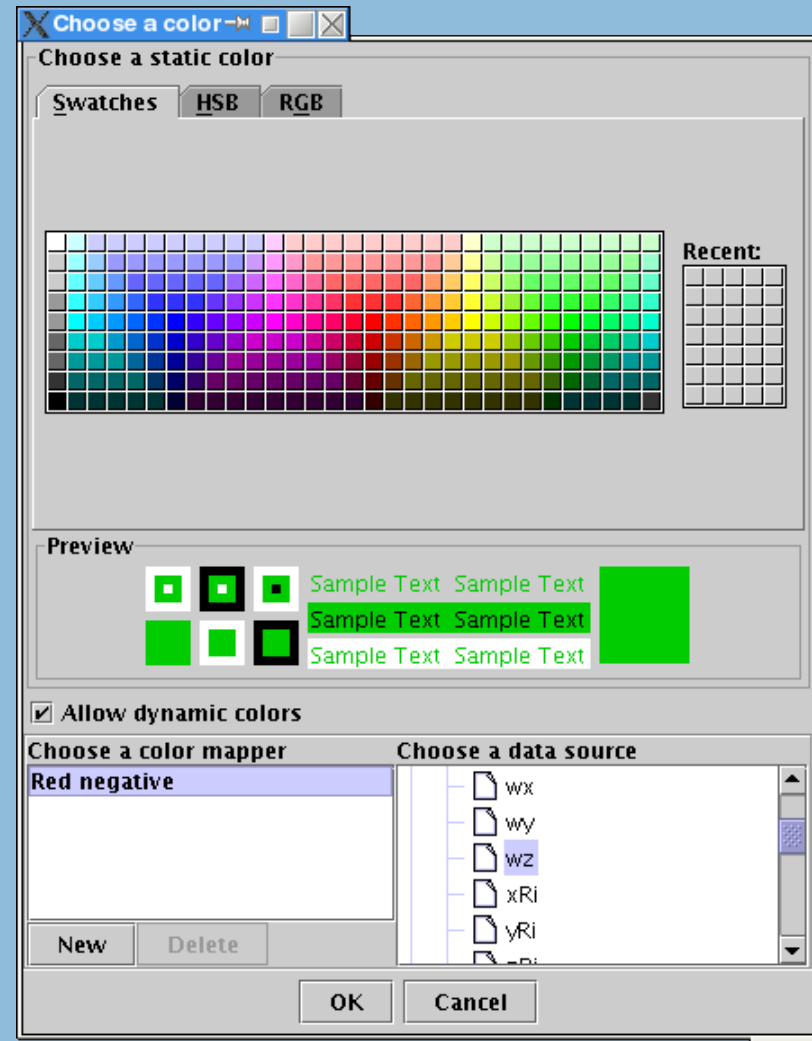 Choose a color
Choose a static color
Swatches HSB RGB
Recent:
Preview
Sample Text Sample Text
Sample Text Sample Text
Sample Text Sample Text
Allow dynamic colors
Choose a color mapper
Red negative
New Delete
Choose a data source
wx
wy
wz
xRi
yRi
OK Cancel